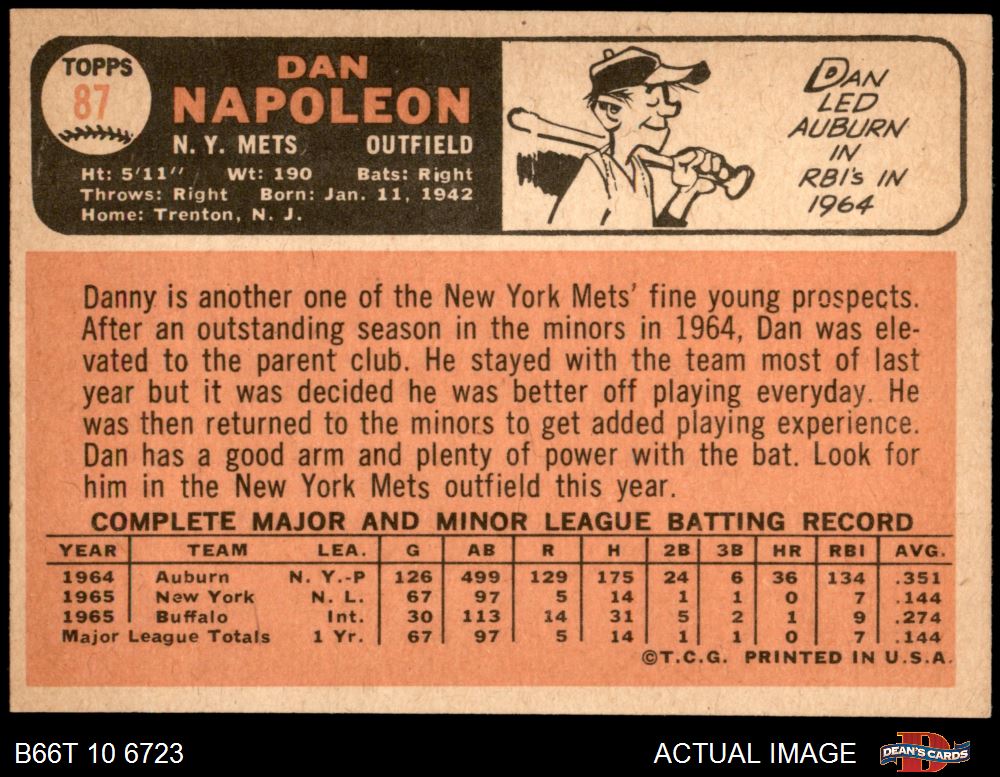 TOPPS
87
DAN
NAPOLEON
N. Y. METS OUTFIELD
Ht: 5'11" Wt: 190 Bats: Right
Throws: Right Born: Jan. 11, 1942
Home: Trenton, N. J.
DAN
LED
AUBURN
IN
RBI's IN
1964
Danny is another one of the New York Mets' fine young prospects.
After an outstanding season in the minors in 1964, Dan was ele-
vated to the parent club. He stayed with the team most of last
year but it was decided he was better off playing everyday. He
was then returned to the minors to get added playing experience.
Dan has a good arm and plenty of power with the bat. Look for
him in the New York Mets outfield this year.
COMPLETE MAJOR AND MINOR LEAGUE BATTING RECORD
YEAR TEAM LEA. G AB R H 2B 3B HR RBI AVG.
1964 Auburn N. Y.-P 126 499 129 175 24 6 36 134 .351
1965 New York N. L. 67 97 5 14 1 1 0 7 .144
1965 Buffalo Int. 30 113 14 31 5 2 1 9 .274
Major League Totals 1 Yr. 67 97 5 14 1 1 0 7 .144
©T.C.G. PRINTED IN U.S.A.
B66T 10 6723 ACTUAL IMAGE DEAN'S CARDS